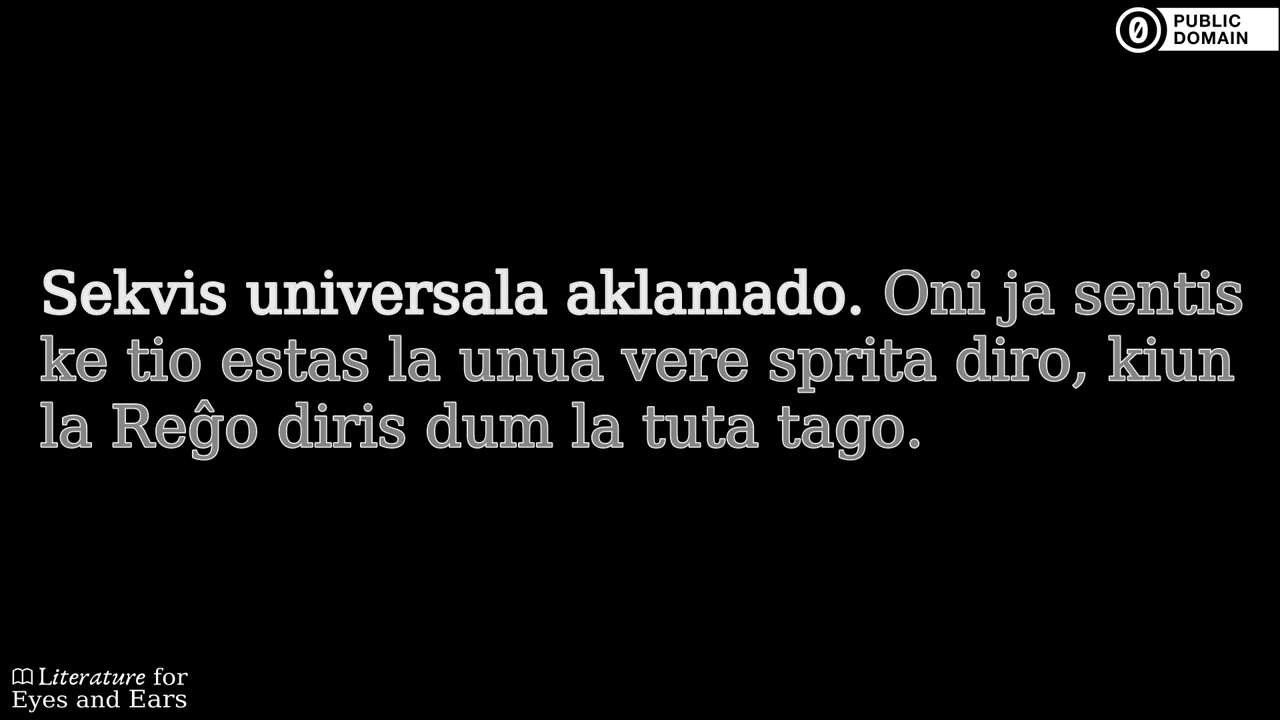 PUBLIC
DOMAIN
Sekvis universala aklamado. Oni ja sentis
ke tio estas la unua vere sprita diro, kiun
la Reĝo diris dum la tuta tago.
Literature for
Eyes and Ears